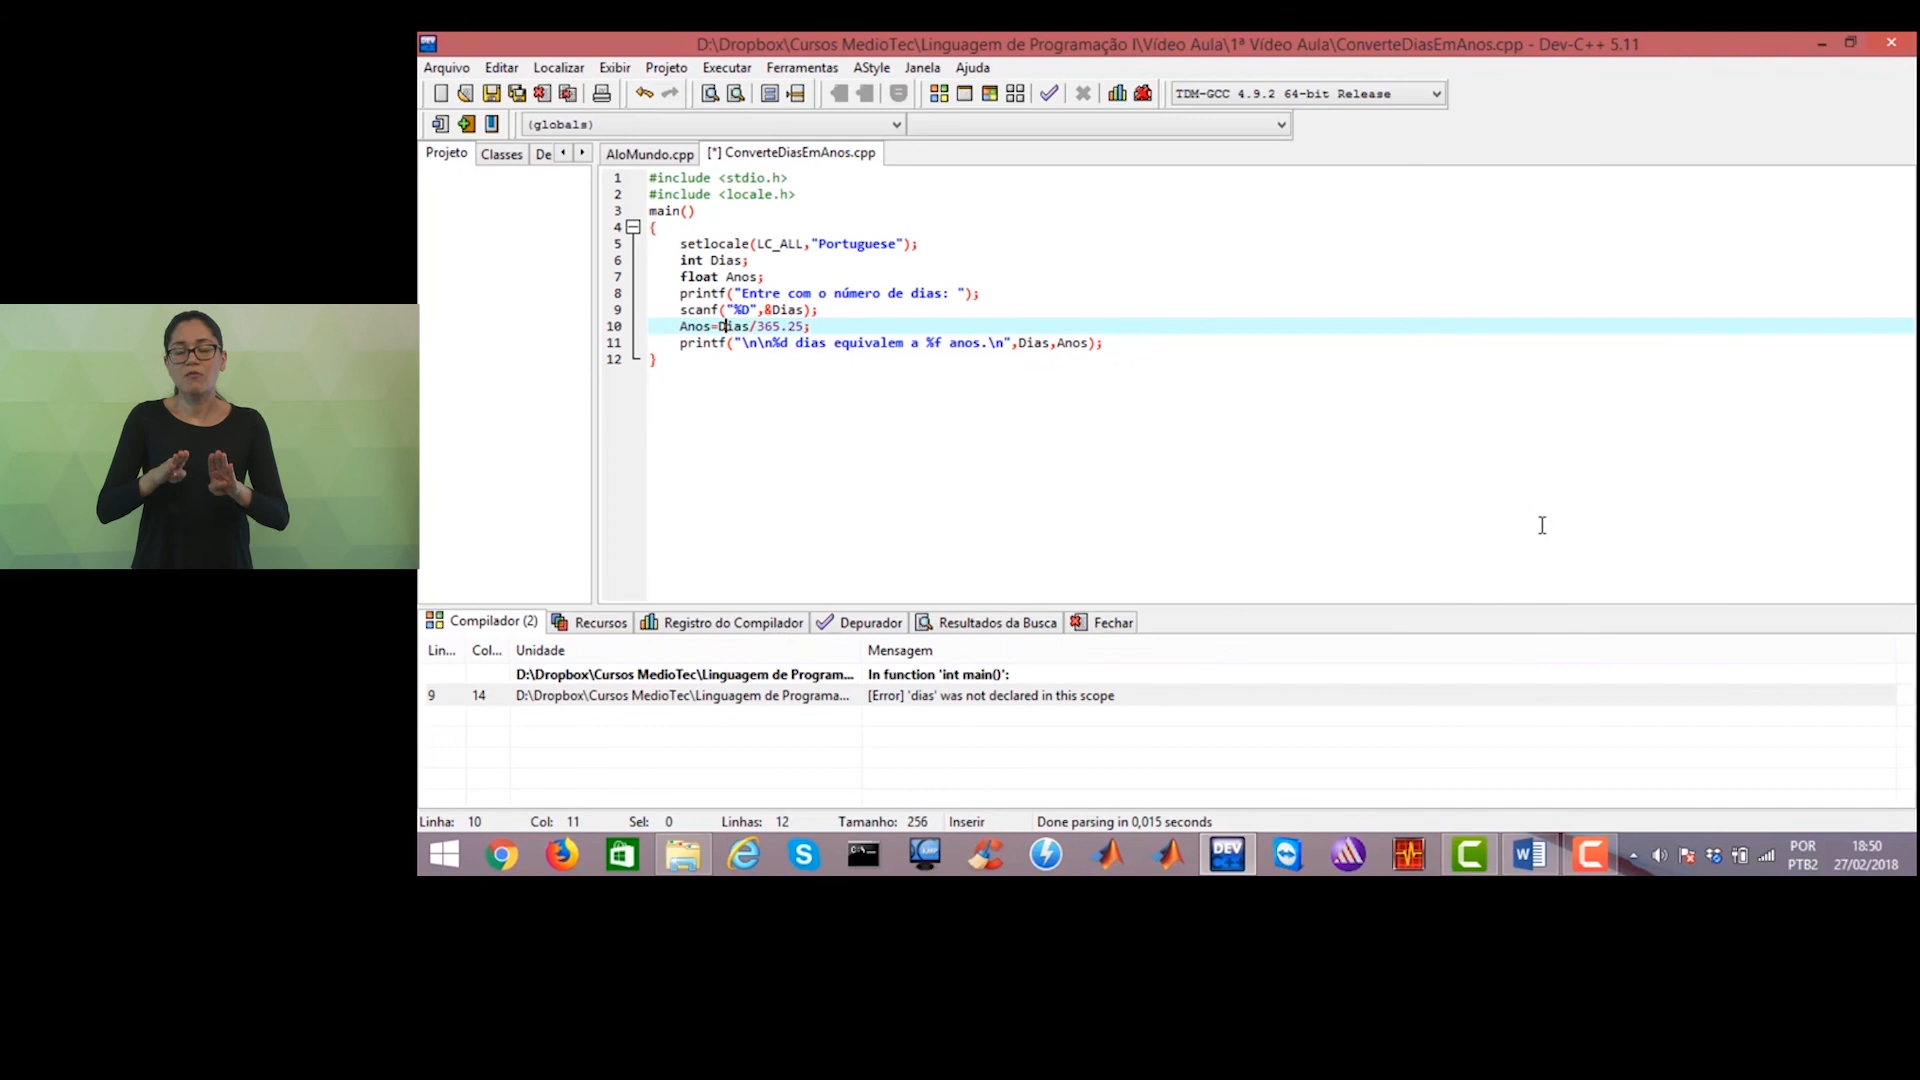 D:\Dropbox\Cursos MedioTec\Linguagem de Programação I\Vídeo Aula\1ª Vídeo Aula\ConverteDiasEmAnos.cpp - Dev-C++ 5.11
Arquivo Editar Localizar Exibir Projeto Executar Ferramentas AStyle Janela Ajuda
TDM-GCC 4.9.2 64-bit Release
(globals)
Projeto Classes De AloMundo.cpp [*] ConverteDiasEmAnos.cpp
1 #include <stdio.h>
2 #include <locale.h>
3 main()
4 {
5 setlocale(LC_ALL,"Portuguese");
6 int Dias;
7 float Anos;
8 printf("Entre com o número de dias: ");
9 scanf("%D",&Dias);
10 Anos=Dias/365.25;
11 printf("\n\n%d dias equivalem a %f anos.\n",Dias,Anos);
12 }
Compilador (2) Recursos Registro do Compilador Depurador Resultados da Busca Fechar
Lin... Col... Unidade Mensagem
D:\Dropbox\Cursos MedioTec\Linguagem de Program... In function 'int main()':
9 14 D:\Dropbox\Cursos MedioTec\Linguagem de Programa... [Error] 'dias' was not declared in this scope
Linha: 10 Col: 11 Sel: 0 Linhas: 12 Tamanho: 256 Inserir Done parsing in 0,015 seconds
DEV
POR 18:50
PTB2 27/02/2018